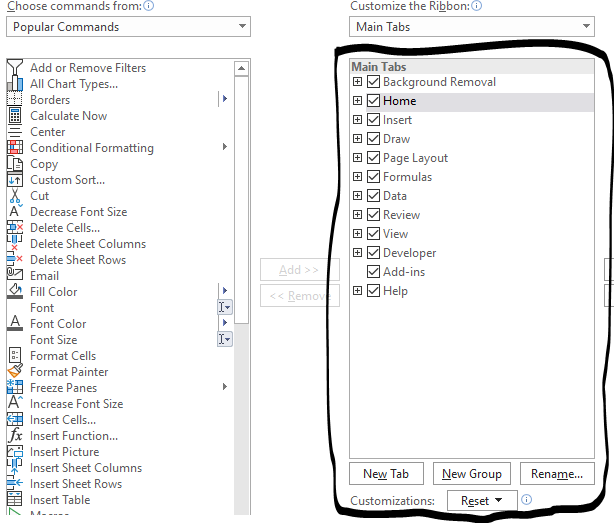 Choose commands from:
Popular Commands
Add or Remove Filters
All Chart Types...
Borders
Calculate Now
Center
Conditional Formatting
Copy
Custom Sort...
Cut
Decrease Font Size
Delete Cells...
Delete Sheet Columns
Delete Sheet Rows
Email
Fill Color
Font
Font Color
Font Size
Format Cells
Format Painter
Freeze Panes
Increase Font Size
Insert Cells...
Insert Function...
Insert Picture
Insert Sheet Columns
Insert Sheet Rows
Insert Table
Macros
Add >>
<< Remove
Customize the Ribbon:
Main Tabs
Main Tabs
Background Removal
Home
Insert
Draw
Page Layout
Formulas
Data
Review
View
Developer
Add-ins
Help
New Tab
New Group
Rename...
Customizations:
Reset